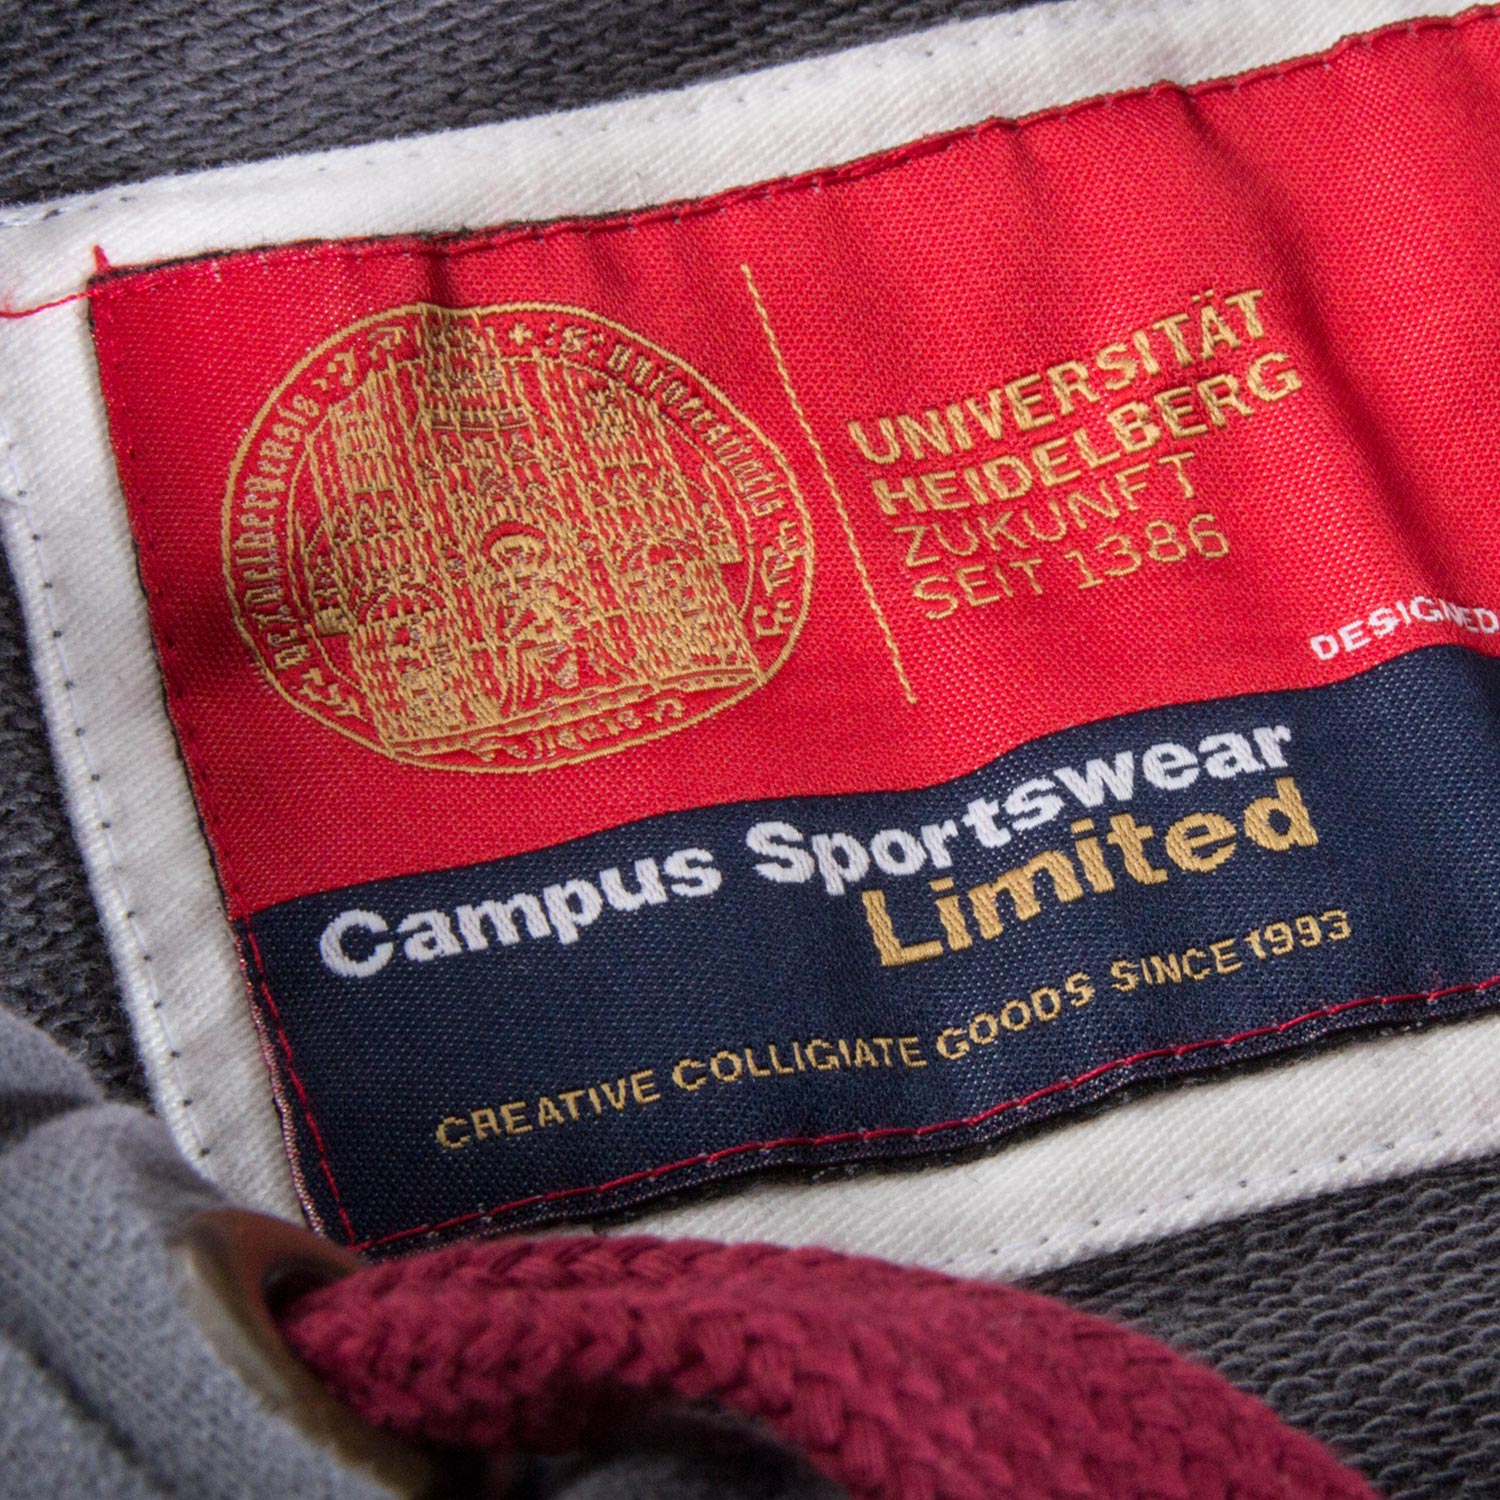 UNIVERSITÄT
HEIDELBERG
ZUKUNFT
SEIT 1386
DESIGNED
Campus Sportswear
Limited
CREATIVE COLLIGIATE GOODS SINCE 1993